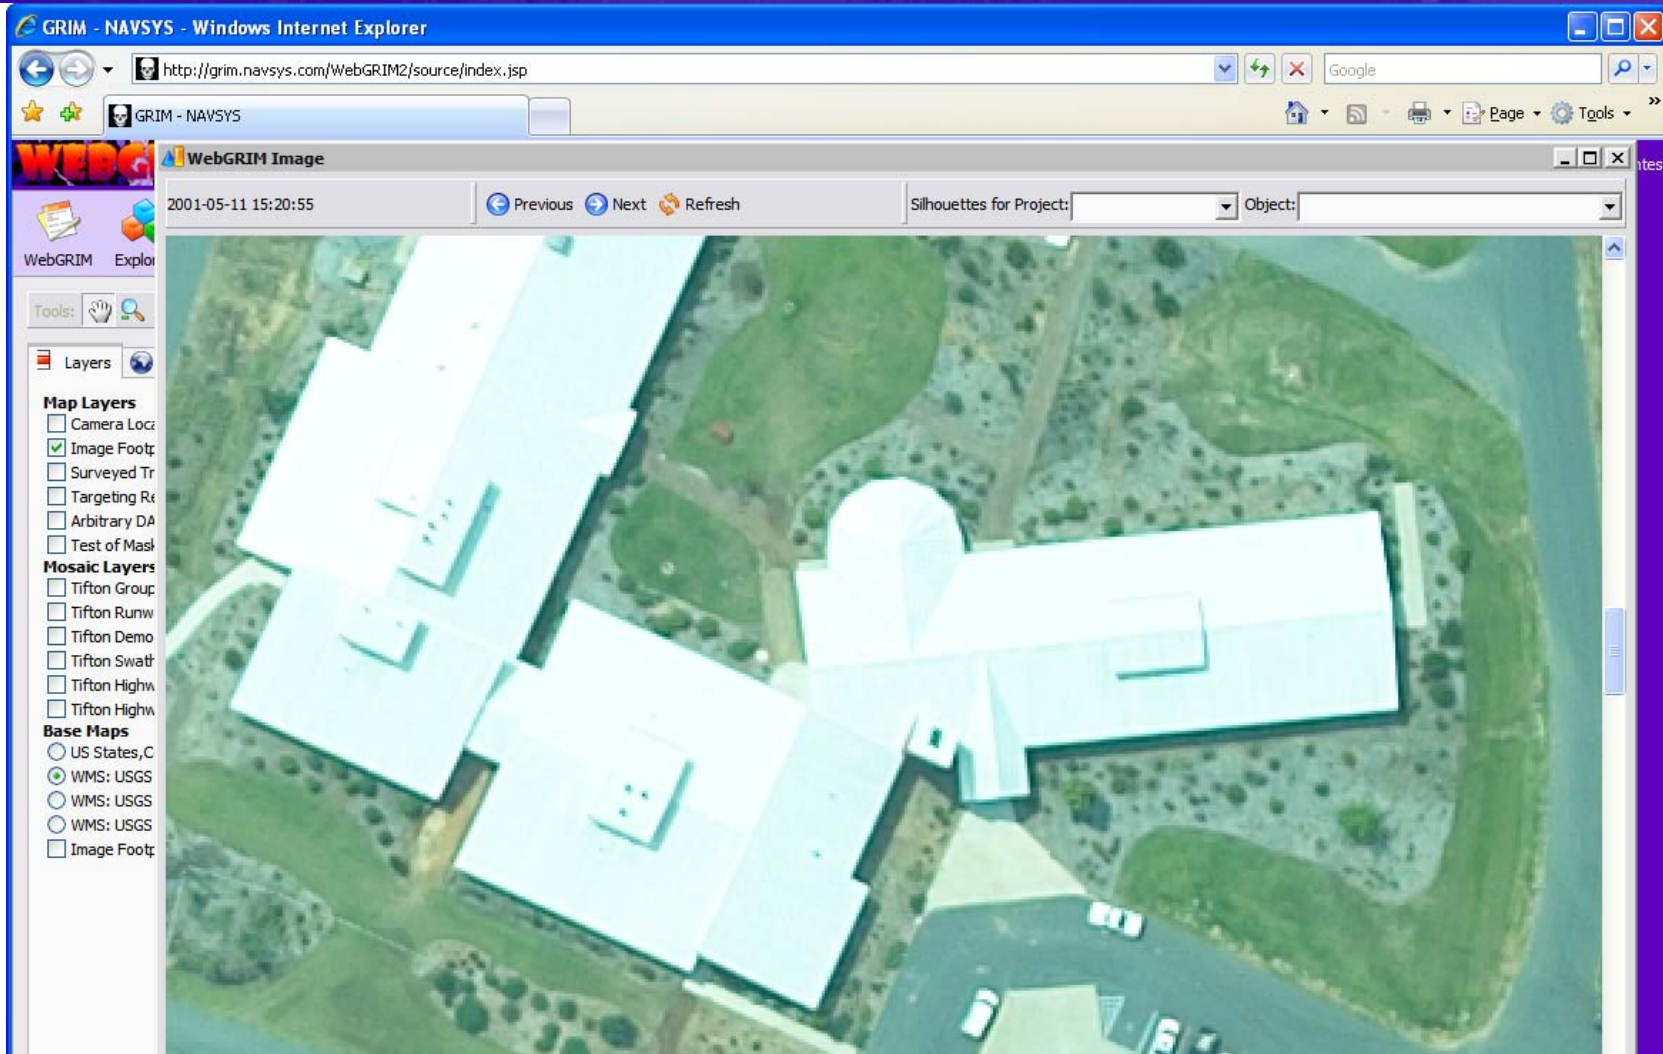 GRIM - NAVSYS - Windows Internet Explorer
http://grim.navsys.com/WebGRIM2/source/index.jsp
Google
GRIM - NAVSYS
Page
Tools
»
WEBG
WebGRIM Image
ntes
2001-05-11 15:20:55
Previous
Next
Refresh
Silhouettes for Project:
Object:
WebGRIM
Explor
Tools:
Layers
Map Layers
Camera Loca
Image Footp
Surveyed Tr
Targeting Re
Arbitrary DA
Test of Mask
Mosaic Layers
Tifton Group
Tifton Runw
Tifton Demo
Tifton Swath
Tifton Highw
Tifton Highw
Base Maps
US States,C
WMS: USGS
WMS: USGS
WMS: USGS
Image Footp